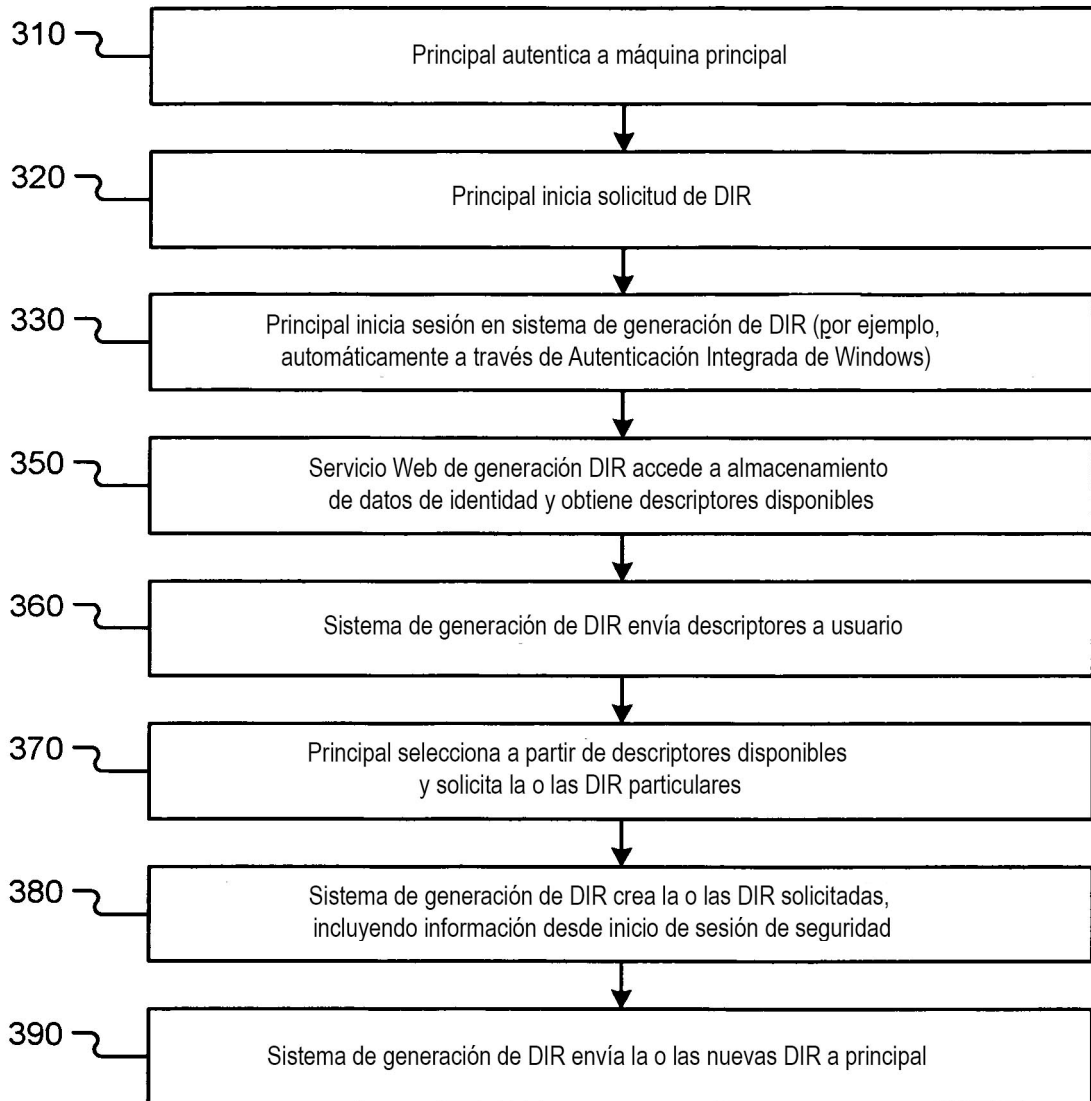 310
Principal autentica a máquina principal
320
Principal inicia solicitud de DIR
330
Principal inicia sesión en sistema de generación de DIR (por ejemplo,
automáticamente a través de Autenticación Integrada de Windows)
350
Servicio Web de generación DIR accede a almacenamiento
de datos de identidad y obtiene descriptores disponibles
360
Sistema de generación de DIR envía descriptores a usuario
370
Principal selecciona a partir de descriptores disponibles
y solicita la o las DIR particulares
380
Sistema de generación de DIR crea la o las DIR solicitadas,
incluyendo información desde inicio de sesión de seguridad
390
Sistema de generación de DIR envía la o las nuevas DIR a principal